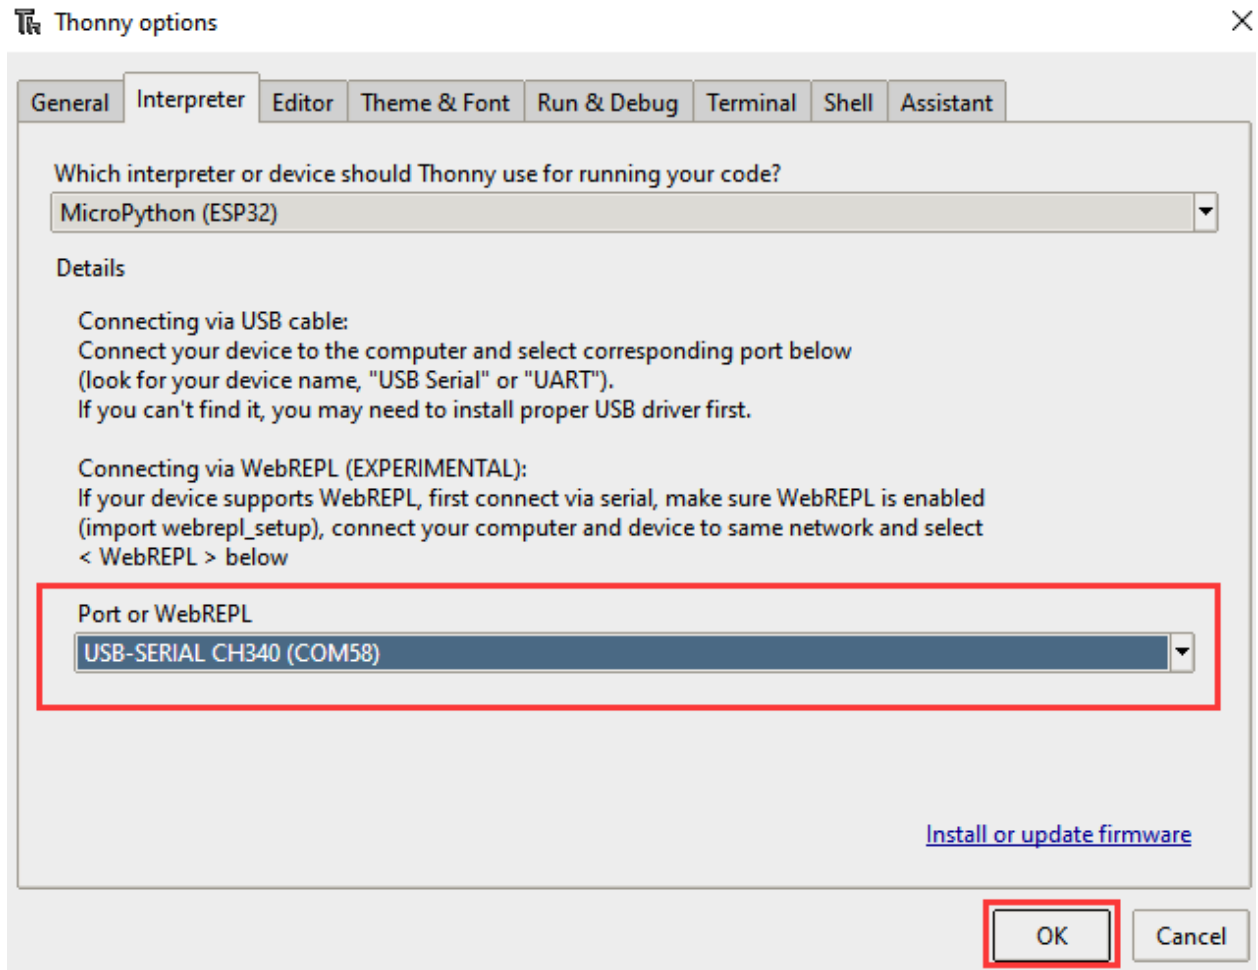 Thonny options
General Interpreter Editor Theme & Font Run & Debug Terminal Shell Assistant
Which interpreter or device should Thonny use for running your code?
MicroPython (ESP32)
Details
Connecting via USB cable:
Connect your device to the computer and select corresponding port below
(look for your device name, "USB Serial" or "UART").
If you can't find it, you may need to install proper USB driver first.
Connecting via WebREPL (EXPERIMENTAL):
If your device supports WebREPL, first connect via serial, make sure WebREPL is enabled
(import webrepl_setup), connect your computer and device to same network and select
< WebREPL > below
Port or WebREPL
USB-SERIAL CH340 (COM58)
Install or update firmware
OK Cancel